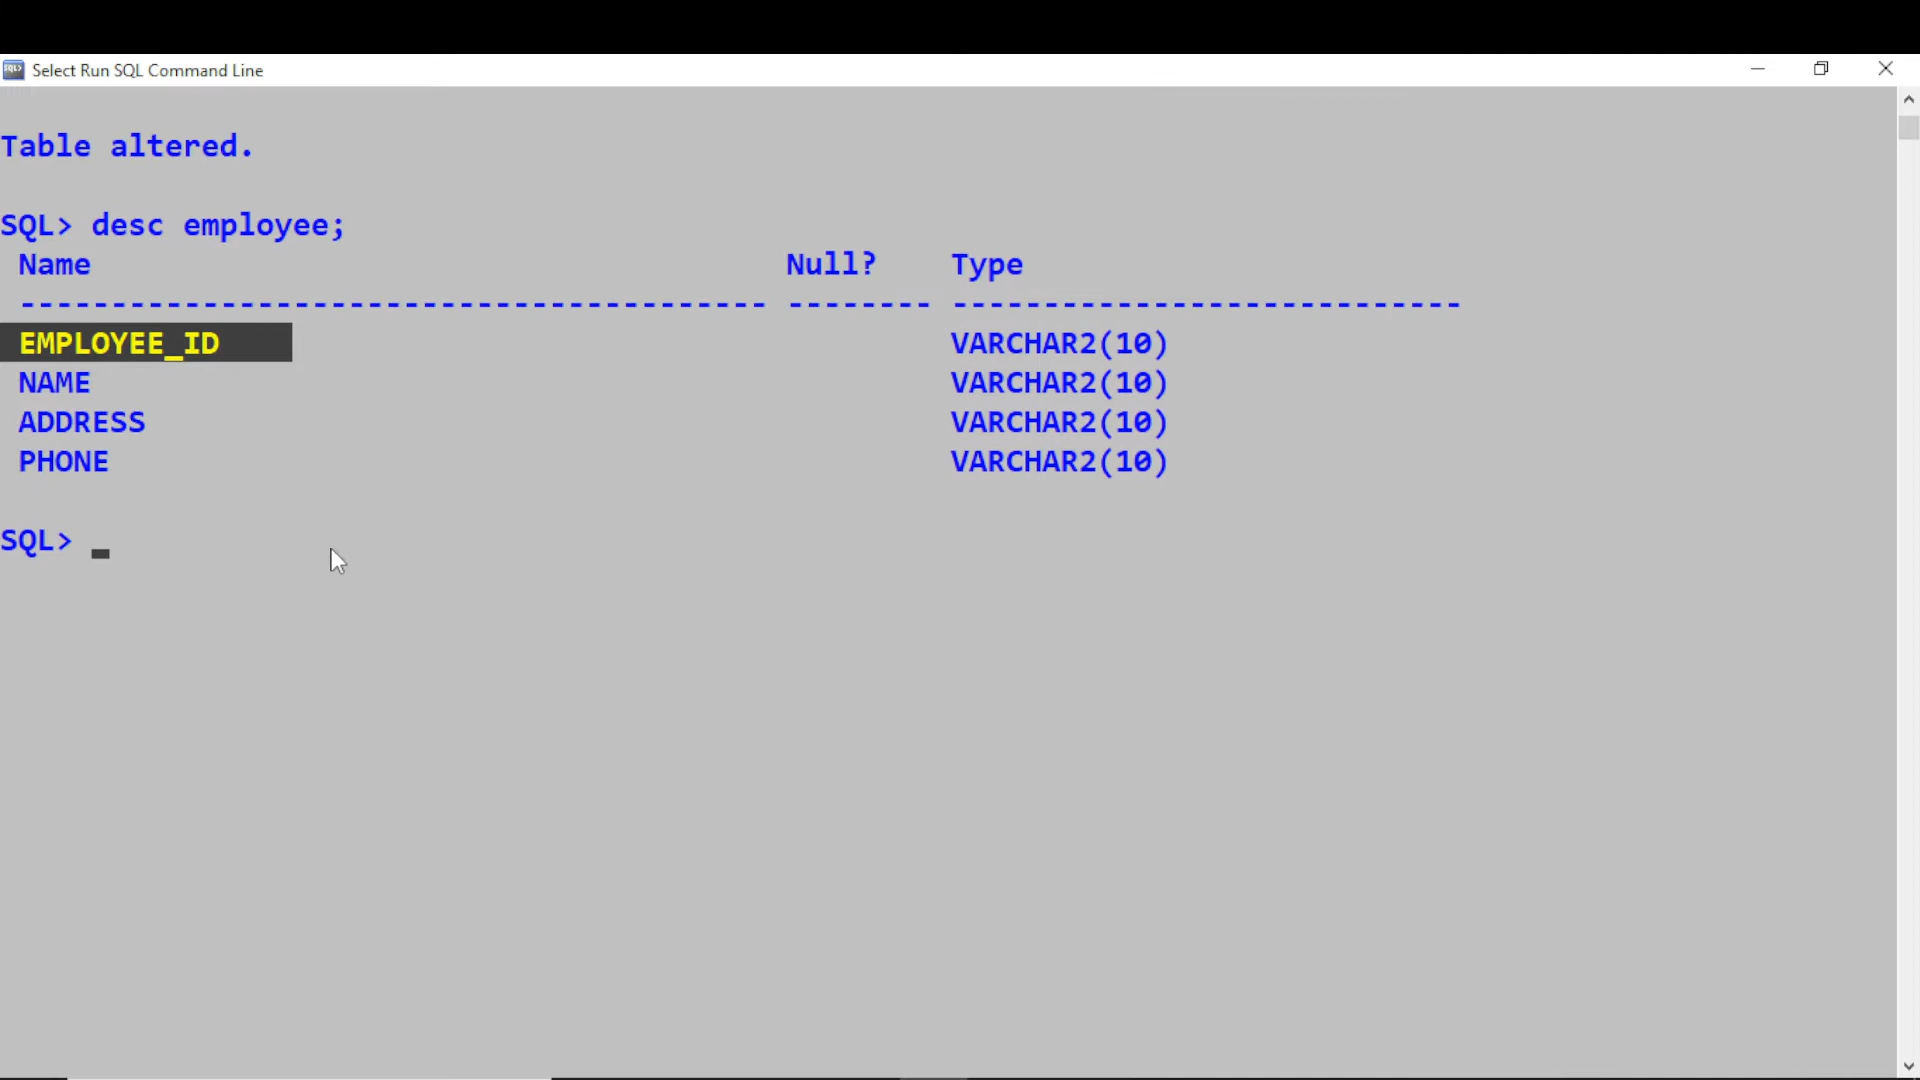 Select Run SQL Command Line
Table altered.
SQL> desc employee;
Name Null? Type
----------------------------------------- -------- ----------------------------
EMPLOYEE_ID VARCHAR2(10)
NAME VARCHAR2(10)
ADDRESS VARCHAR2(10)
PHONE VARCHAR2(10)
SQL>